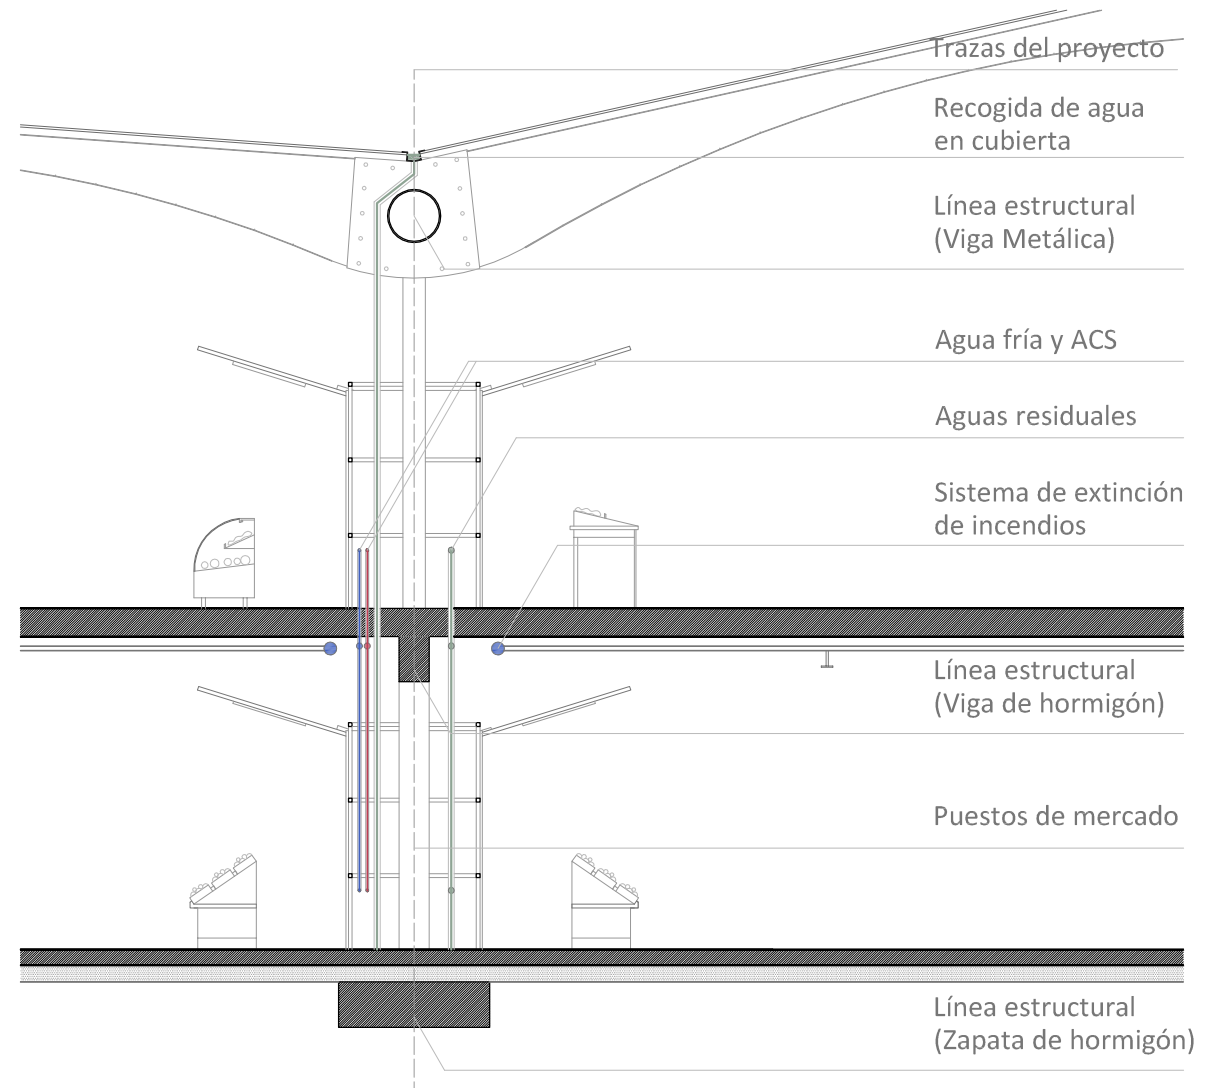 Trazas del proyecto
Recogida de agua
en cubierta
Línea estructural
(Viga Metálica)
Agua fría y ACS
Aguas residuales
Sistema de extinción
de incendios
Línea estructural
(Viga de hormigón)
Puestos de mercado
Línea estructural
(Zapata de hormigón)